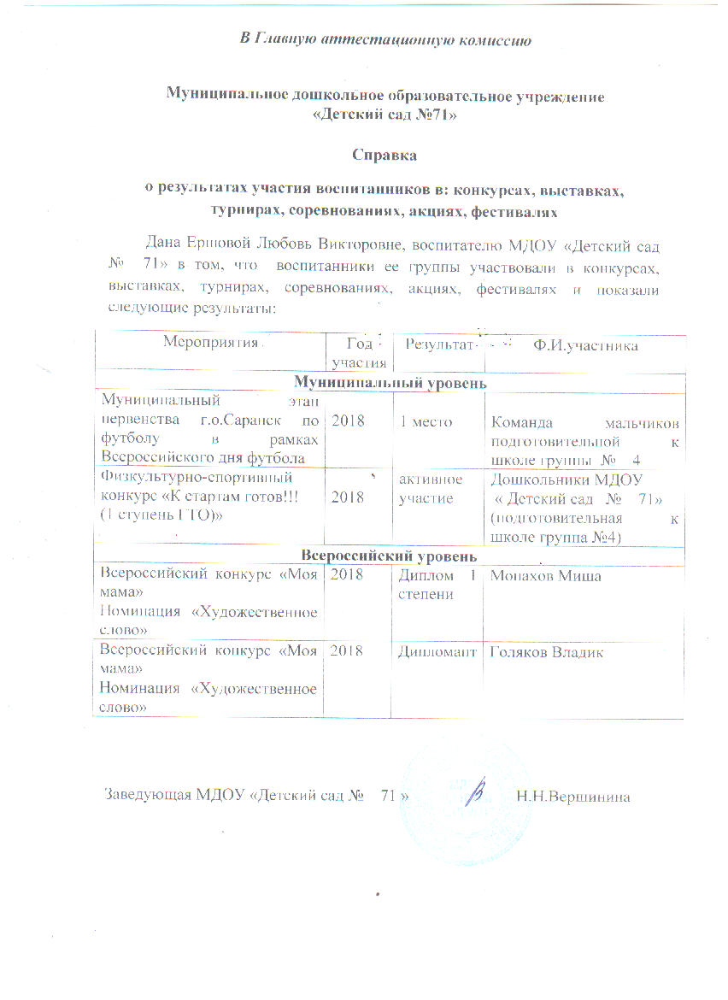 В Главную аттестационную комиссию
Муниципальное дошкольное образовательное учреждение
«Детский сад №71»
Справка
о результатах участия воспитанников в: конкурсах, выставках,
турнирах, соревнованиях, акциях, фестивалях
Дана Ершовой Любовь Викторовне, воспитателю МДОУ «Детский сад
№ 71» в том, что воспитанники ее группы участвовали в конкурсах,
выставках, турнирах, соревнованиях, акциях, фестивалях и показали
следующие результаты:
Мероприятия Год Результат Ф.И.участника
участия
Муниципальный уровень
Муниципальный этап
первенства г.о.Саранск по 2018 1 место Команда мальчиков
футболу в рамках подготовительной к
Всероссийского дня футбола школе группы № 4
Физкультурно-спортивный активное Дошкольники МДОУ
конкурс «К стартам готов!!! 2018 участие « Детский сад № 71»
(1 ступень ГТО)» (подготовительная к
школе группа №4)
Всероссийский уровень
Всероссийский конкурс «Моя 2018 Диплом 1 Монахов Миша
мама» степени
Номинация «Художественное
слово»
Всероссийский конкурс «Моя 2018 Дипломант Голяков Владик
мама»
Номинация «Художественное
слово»
Заведующая МДОУ «Детский сад № 71 » Н.Н.Вершинина